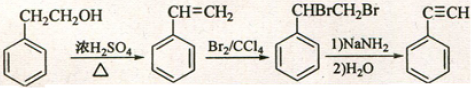 CH₂CH₂OH
浓H₂SO₄
△
CH=CH₂
Br₂/CCl₄
CHBrCH₂Br
1)NaNH₂
2)H₂O
C≡CH